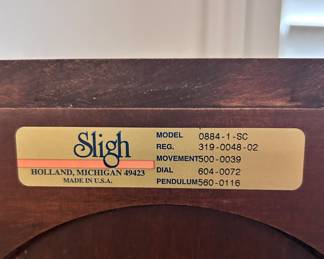 Sligh
HOLLAND, MICHIGAN 49423
MADE IN U.S.A.
MODEL 0884-1-SC
REG. 319-0048-02
MOVEMENT 500-0039
DIAL 604-0072
PENDULUM 560-0116